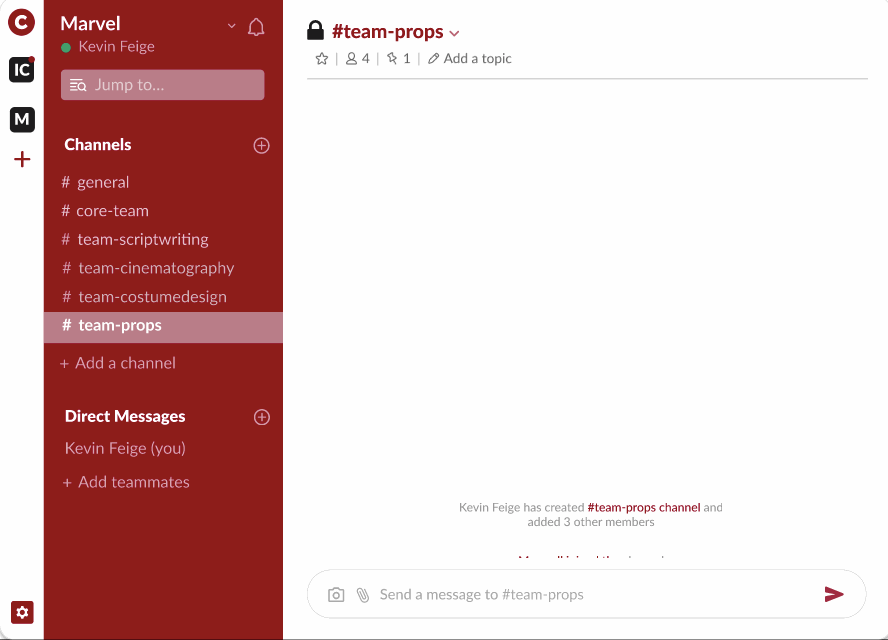 C
IC
M
Marvel
Kevin Feige
Jump to...
Channels
# general
# core-team
# team-scriptwriting
# team-cinematography
# team-costumedesign
# team-props
+ Add a channel
Direct Messages
Kevin Feige (you)
+ Add teammates
#team-props
4
1
Add a topic
Kevin Feige has created #team-props channel and
added 3 other members
Send a message to #team-props